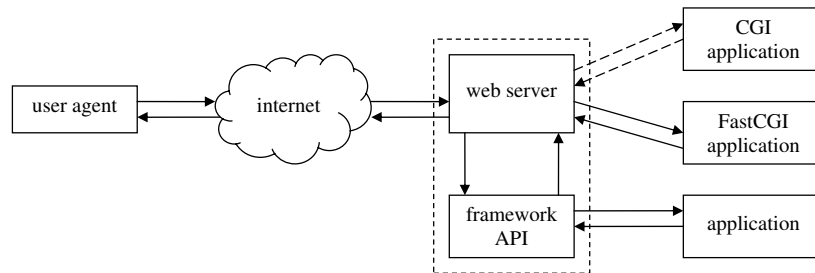 user agent
internet
web server
framework
API
CGI
application
FastCGI
application
application